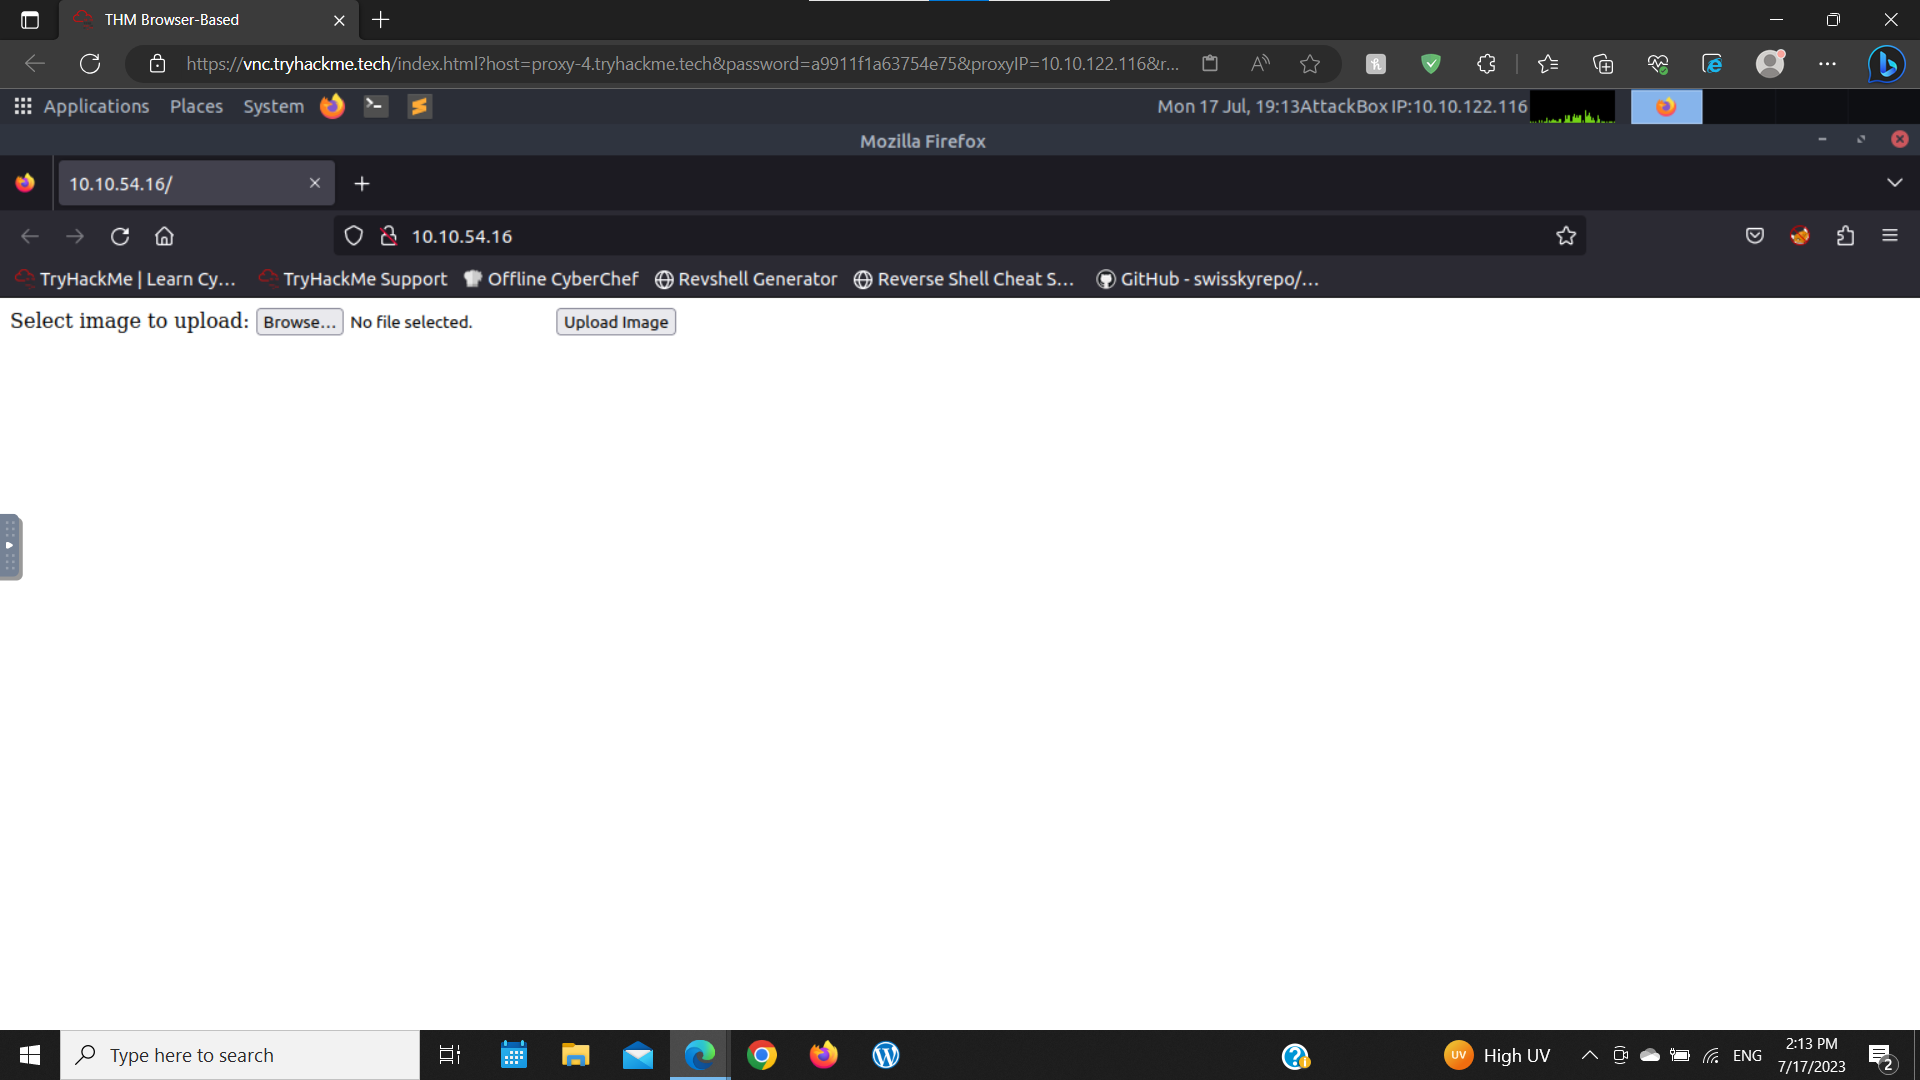 THM Browser-Based
https://vnc.tryhackme.tech/index.html?host=proxy-4.tryhackme.tech&password=a9911f1a63754e75&proxyIP=10.10.122.116&r...
Applications Places System Mon 17 Jul, 19:13AttackBox IP:10.10.122.116
Mozilla Firefox
10.10.54.16/
10.10.54.16
TryHackMe | Learn Cy... TryHackMe Support Offline CyberChef Revshell Generator Reverse Shell Cheat S... GitHub - swisskyrepo/...
Select image to upload: Browse... No file selected. Upload Image
Type here to search UV High UV ENG 2:13 PM
7/17/2023 2